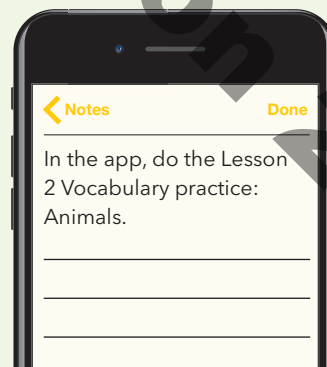 Notes
Done
In the app, do the Lesson
2 Vocabulary practice:
Animals.